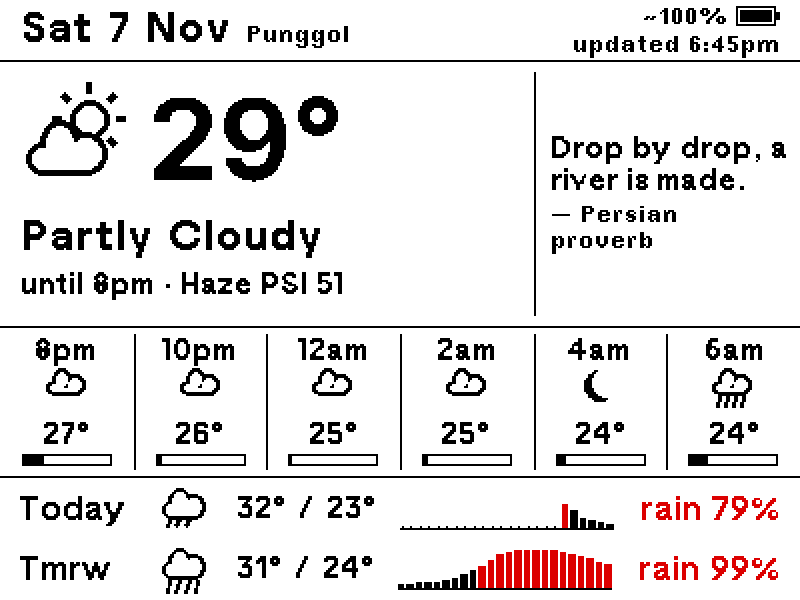 Sat 7 Nov Punggol
~100%
updated 6:45pm
29°
Partly Cloudy
until 8pm · Haze PSI 51
Drop by drop, a
river is made.
— Persian
proverb
8pm 10pm 12am 2am 4am 6am
27° 26° 25° 25° 24° 24°
Today 32° / 23° rain 79%
Tmrw 31° / 24° rain 99%